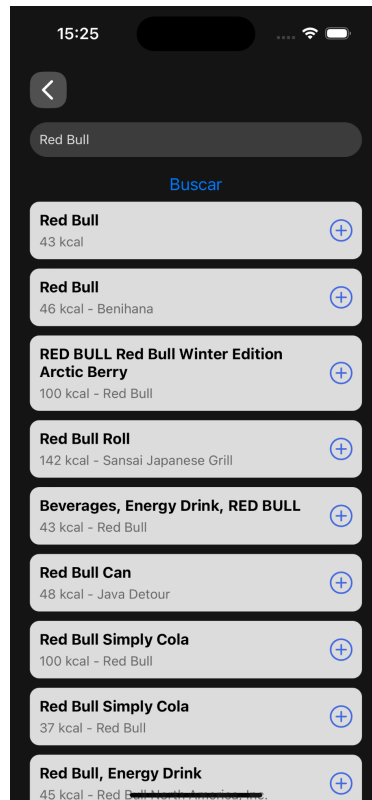 15:25
Red Bull
Buscar
Red Bull
43 kcal
Red Bull
46 kcal - Benihana
RED BULL Red Bull Winter Edition
Arctic Berry
100 kcal - Red Bull
Red Bull Roll
142 kcal - Sansai Japanese Grill
Beverages, Energy Drink, RED BULL
43 kcal - Red Bull
Red Bull Can
48 kcal - Java Detour
Red Bull Simply Cola
100 kcal - Red Bull
Red Bull Simply Cola
37 kcal - Red Bull
Red Bull, Energy Drink
45 kcal - Red Bull North America, Inc.